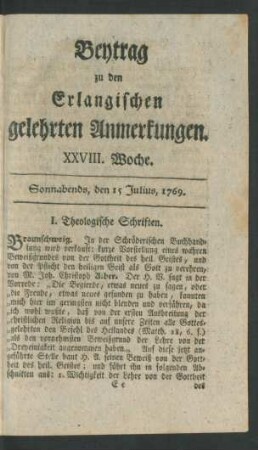 Beytrag
zu den
Erlangischen
gelehrten Anmerkungen.
XXVIII. Woche.
Sonnabends, den 15 Julius, 1769.
I. Theologische Schriften.
Braunschweig. In der Schröderischen Buchhand-
lung wird verkauft: kurze Vorstellung eines wahren
Beweißgrundes von der Gottheit des heil. Geistes, und
von der Pflicht den heiligen Geist als Gott zu verehren,
von M. Joh. Christoph Alber. Der H. V. sagt in der
Vorrede: „Die Begierde, etwas neues zu sagen, oder
„die Freude, etwas neues gefunden zu haben, konnten
„mich hier um geringsten nicht blenden und verführen, da
„ich wohl wuste, daß von der ersten Ausbreitung der
„christlichen Religion bis auf unsere Zeiten alle Gottes-
„gelehrten den Befehl des Heilandes (Matth. 28, 6. f.)
„als den vornehmsten Beweisgrund der Lehre von der
„Dreyeinigkeit angenommen haben„. Auf diese jetzt an-
geführte Stelle baut H. A. seinen Beweiß von der Gott-
heit des heil. Geistes; und führet ihn in folgenden Ab-
schnitten aus: 1. Wichtigkeit der Lehre von der Gottheit
E e
des